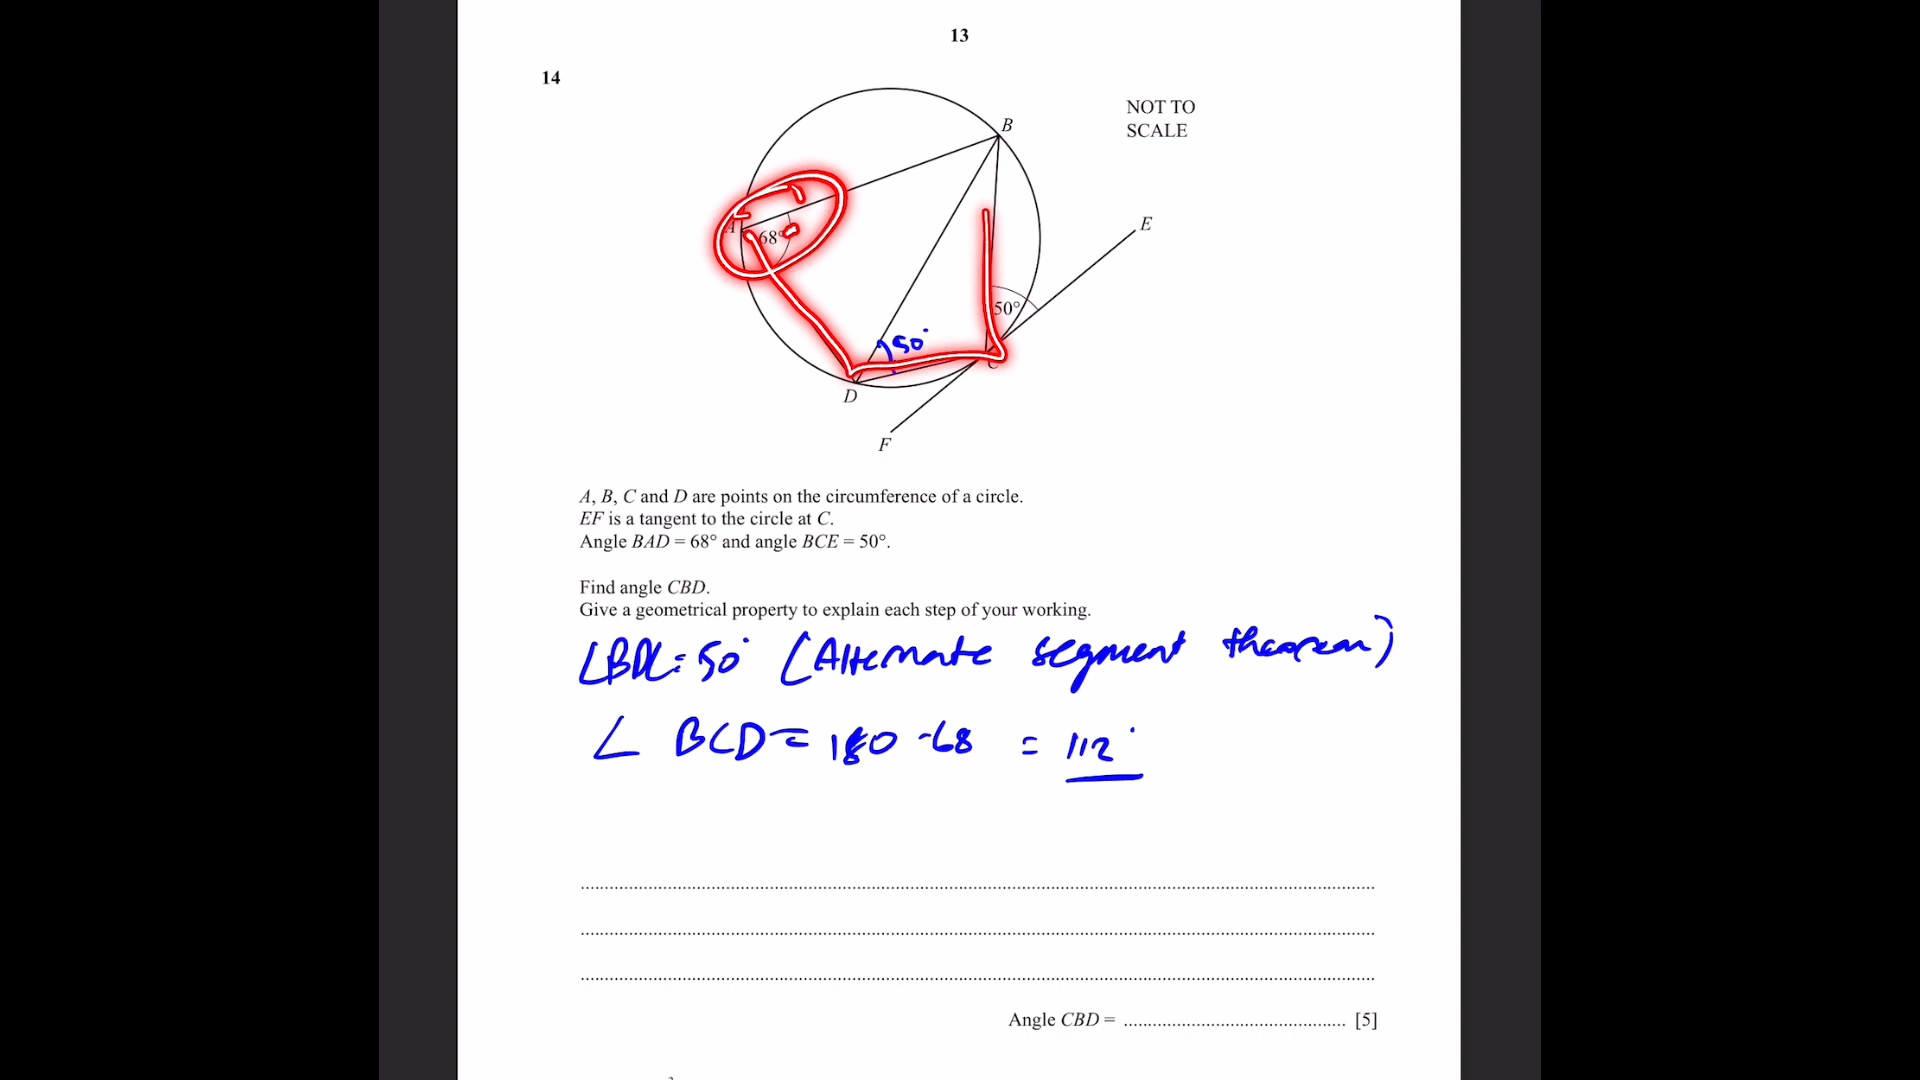 13
14
NOT TO
SCALE
B
E
A
68°
50°
50°
C
D
F
A, B, C and D are points on the circumference of a circle.
EF is a tangent to the circle at C.
Angle BAD = 68° and angle BCE = 50°.
Find angle CBD.
Give a geometrical property to explain each step of your working.
∠BDC = 50° (Alternate segment theorem)
∠ BCD = 180 - 68 = 112°
Angle CBD = ............................................. [5]